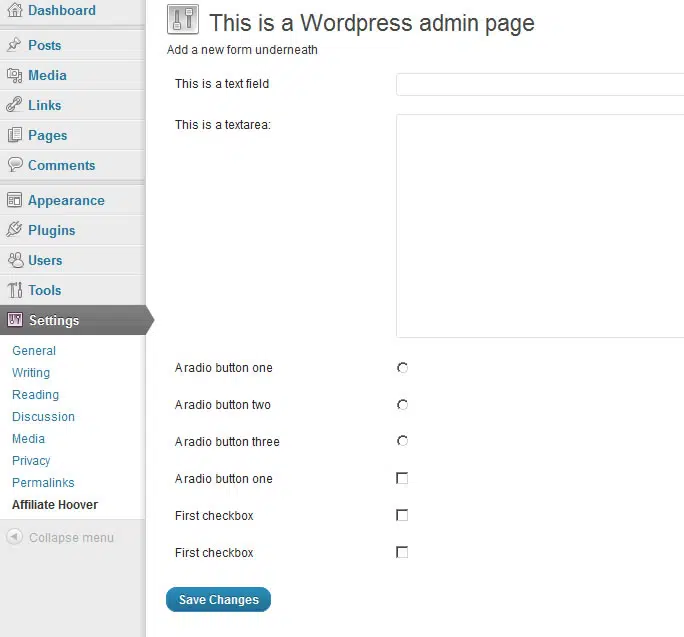 Dashboard
Posts
Media
Links
Pages
Comments
Appearance
Plugins
Users
Tools
Settings
General
Writing
Reading
Discussion
Media
Privacy
Permalinks
Affiliate Hoover
Collapse menu
This is a Wordpress admin page
Add a new form underneath
This is a text field
This is a textarea:
A radio button one
A radio button two
A radio button three
A radio button one
First checkbox
First checkbox
Save Changes